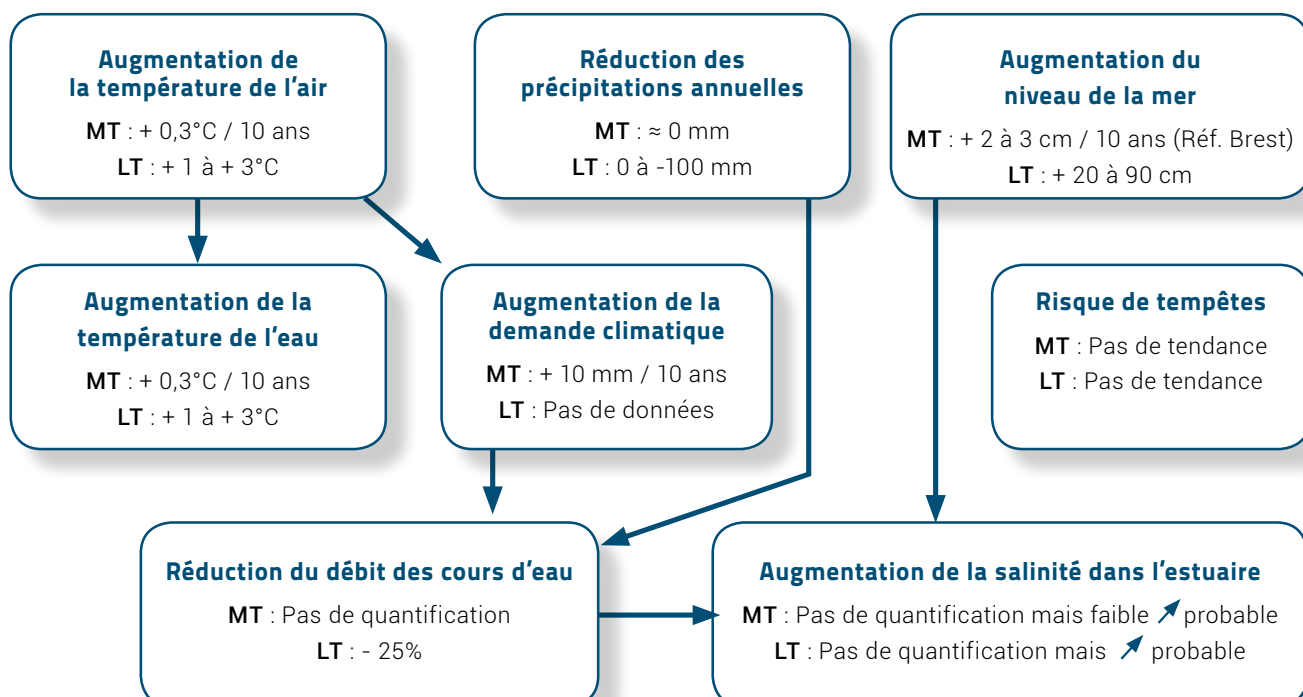 Augmentation de
la température de l'air
MT : + 0,3°C / 10 ans
LT : + 1 à + 3°C
Réduction des
précipitations annuelles
MT : ≈ 0 mm
LT : 0 à -100 mm
Augmentation du
niveau de la mer
MT : + 2 à 3 cm / 10 ans (Réf. Brest)
LT : + 20 à 90 cm
Augmentation de la
température de l'eau
MT : + 0,3°C / 10 ans
LT : + 1 à + 3°C
Augmentation de la
demande climatique
MT : + 10 mm / 10 ans
LT : Pas de données
Risque de tempêtes
MT : Pas de tendance
LT : Pas de tendance
Réduction du débit des cours d'eau
MT : Pas de quantification
LT : - 25%
Augmentation de la salinité dans l'estuaire
MT : Pas de quantification mais faible ↗ probable
LT : Pas de quantification mais ↗ probable